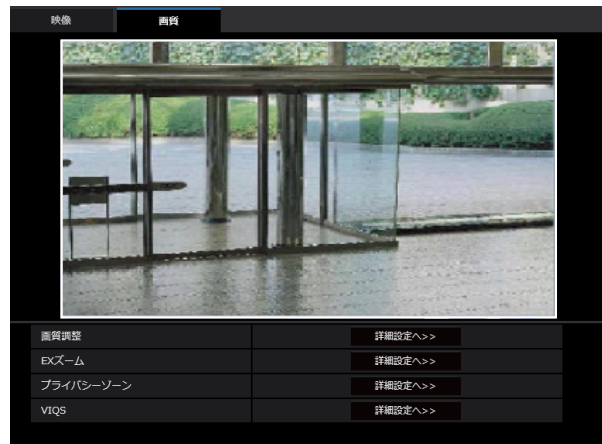 映像
画質
画質調整 詳細設定へ>>
EXズーム 詳細設定へ>>
プライバシーゾーン 詳細設定へ>>
VIQS 詳細設定へ>>